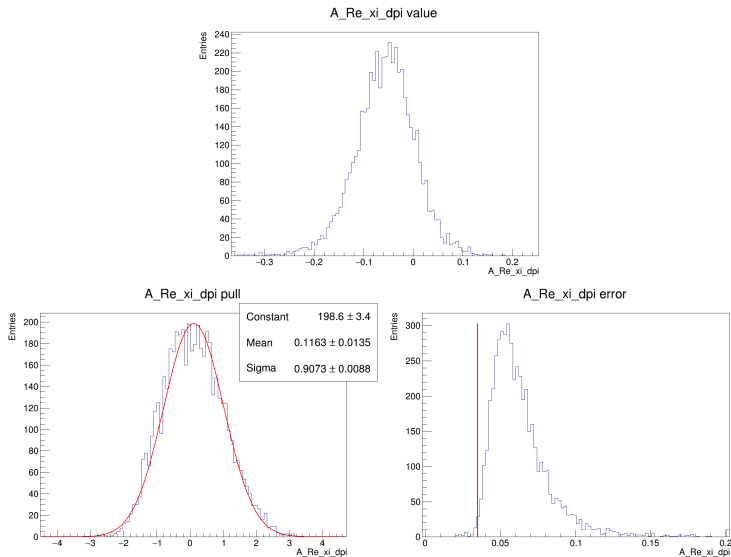 A_Re_xi_dpi value
Entries
240
220
200
180
160
140
120
100
80
60
40
20
0
−0.3 −0.2 −0.1 0 0.1 0.2
A_Re_xi_dpi
A_Re_xi_dpi pull
Entries
200
180
160
140
120
100
80
60
40
20
0
−4 −3 −2 −1 0 1 2 3 4
A_Re_xi_dpi
Constant 198.6 ± 3.4
Mean 0.1163 ± 0.0135
Sigma 0.9073 ± 0.0088
A_Re_xi_dpi error
Entries
300
250
200
150
100
50
0
0 0.05 0.1 0.15 0.2
A_Re_xi_dpi